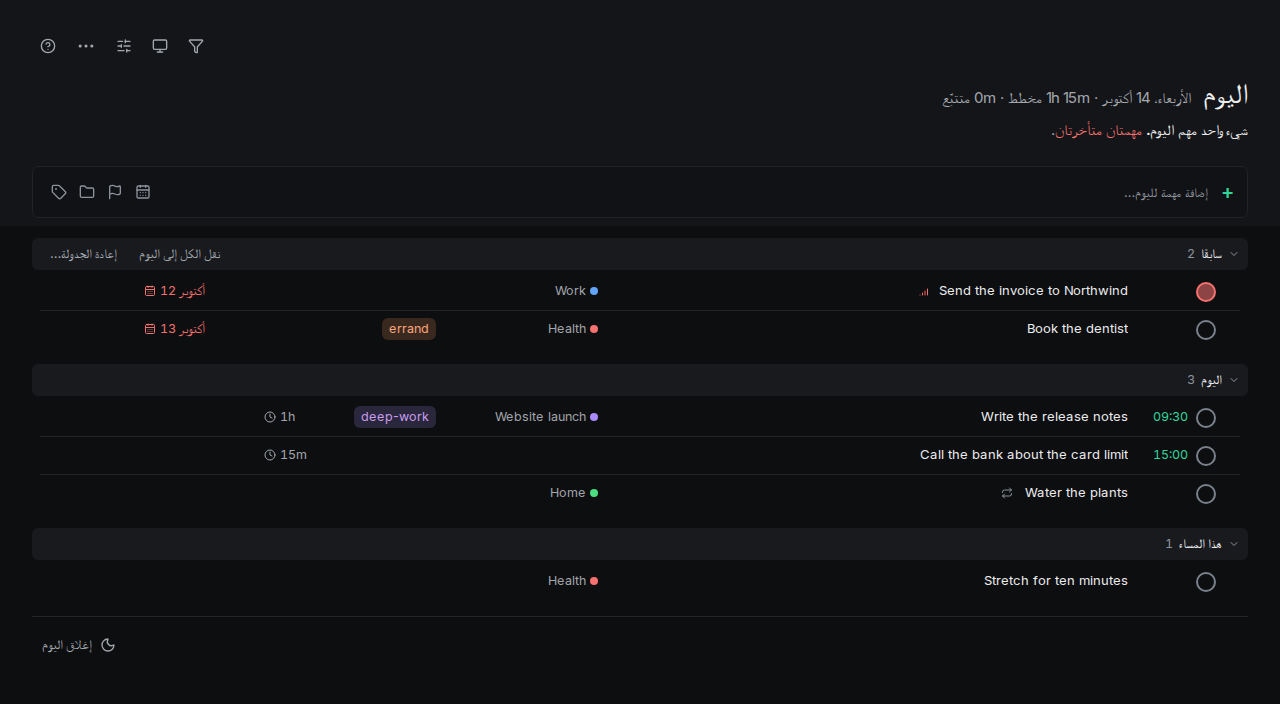 اليوم الأربعاء، 14 أكتوبر · 1h 15m مخطط · 0m متتبّع
شيء واحد مهم اليوم. مهمتان متأخرتان.
إضافة مهمة لليوم...
سابقًا 2 نقل الكل إلى اليوم إعادة الجدولة...
Send the invoice to Northwind Work 12 أكتوبر
Book the dentist Health errand 13 أكتوبر
اليوم 3
09:30 Write the release notes Website launch deep-work 1h
15:00 Call the bank about the card limit 15m
Water the plants Home
هذا المساء 1
Stretch for ten minutes Health
إغلاق اليوم